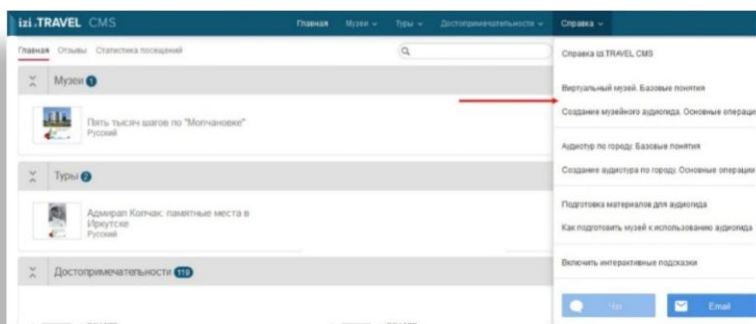 izi.TRAVEL CMS
Главная Музеи Туры Достопримечательности Справка
Главная Отзывы Статистика посещений
Справка izi.TRAVEL CMS
Музеи 1
Виртуальный музей. Базовые понятия
Создание музейного аудиогида. Основные операци
Пять тысяч шагов по "Молчановке"
Русский
Аудиотур по городу. Базовые понятия
Создание аудиотура по городу. Основные операции
Туры 2
Подготовка материалов для аудиогида
Адмирал Колчак: памятные места в
Иркутске
Русский
Как подготовить музей к использованию аудиогида
Включить интерактивные подсказки
Достопримечательности 119
Чат Email